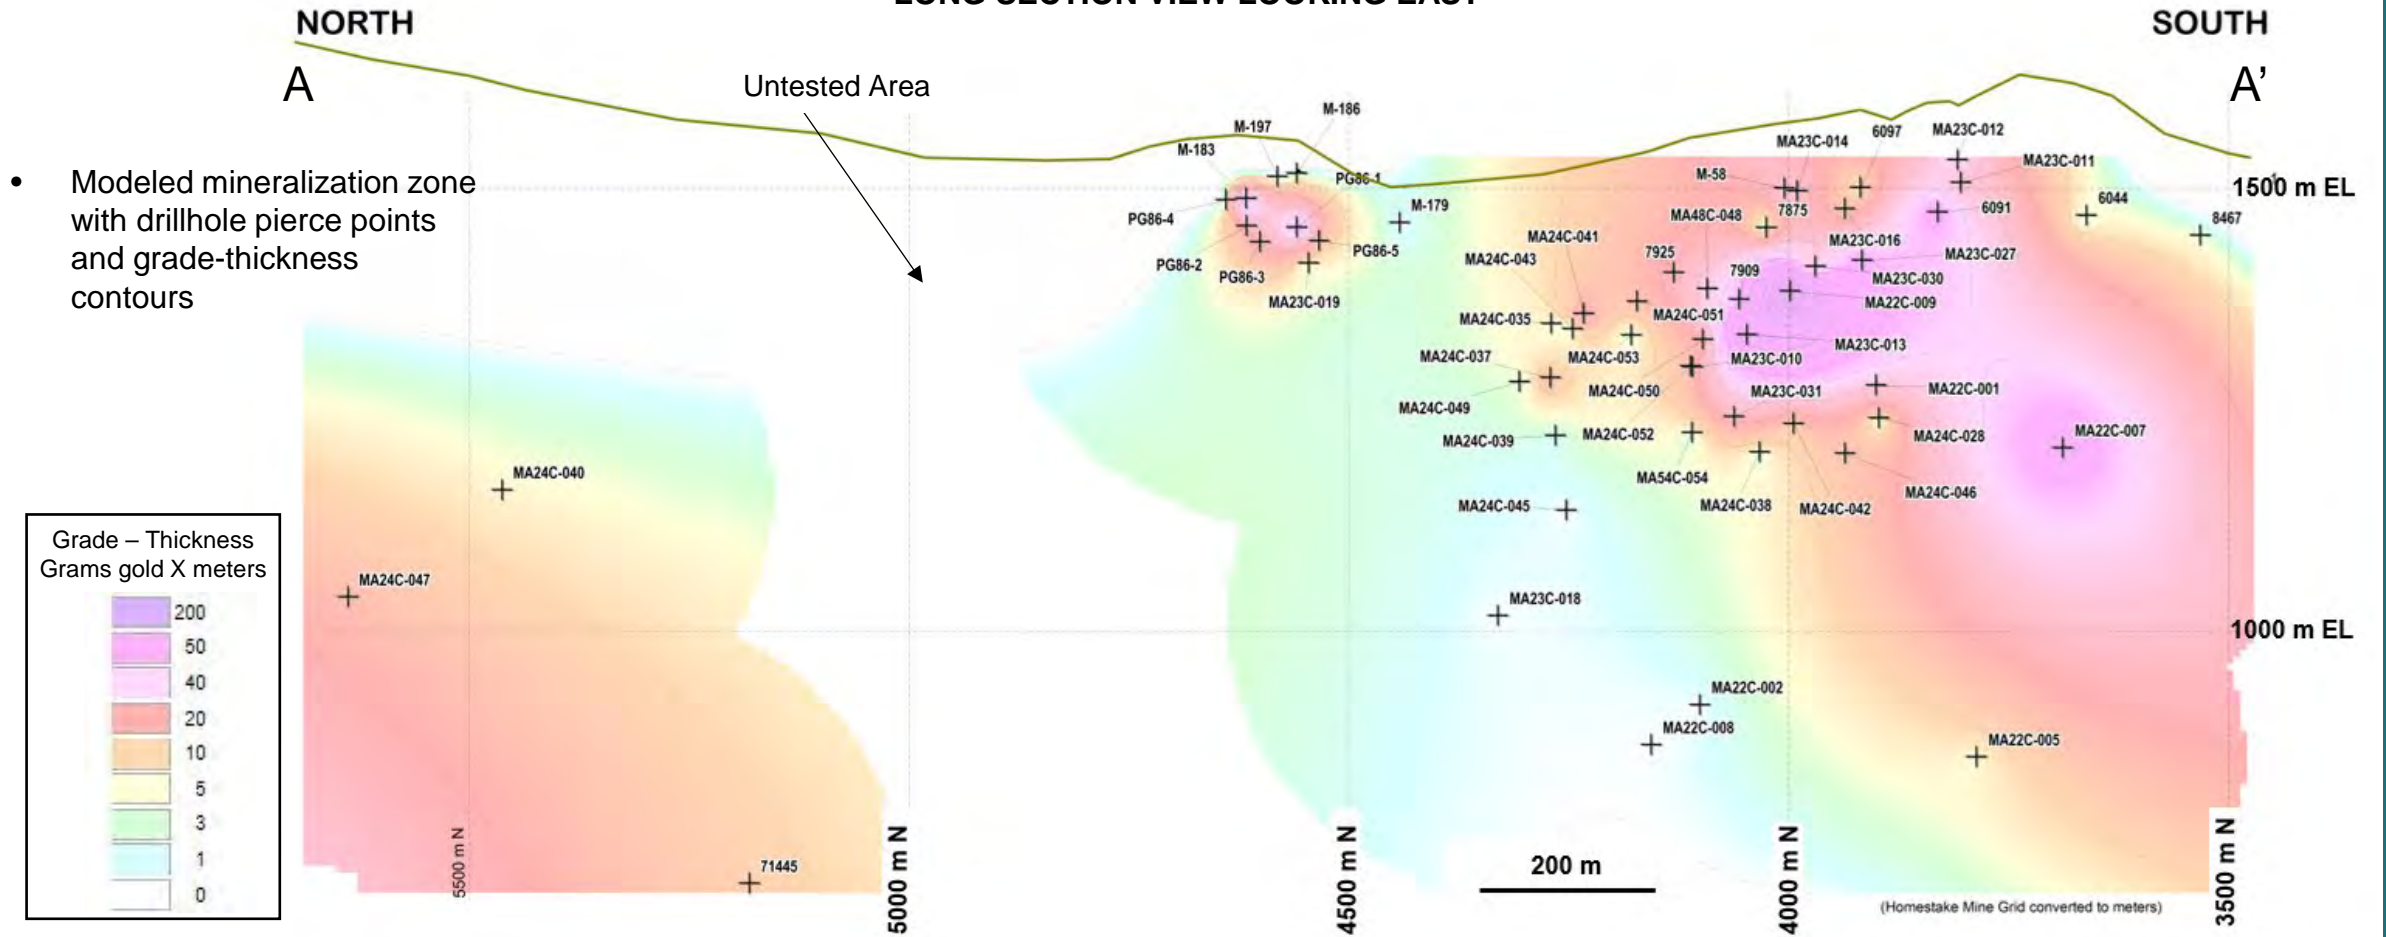 LONG SECTION VIEW LOOKING EAST
NORTH
SOUTH
A
A’
Untested Area
• Modeled mineralization zone
with drillhole pierce points
and grade-thickness
contours
M-186
M-197
M-183
PG86-1
PG86-4
M-179
PG86-2
PG86-3
PG86-5
MA23C-019
MA23C-014
6097
MA23C-012
MA23C-011
M-58
1500 m EL
7875
MA48C-048
6091
6044
8467
MA24C-041
MA24C-043
7925
7909
MA23C-016
MA23C-027
MA23C-030
MA22C-009
MA24C-035
MA24C-051
MA24C-037
MA24C-053
MA23C-010
MA23C-013
MA24C-050
MA23C-031
MA22C-001
MA24C-049
MA24C-039
MA24C-052
MA24C-028
MA22C-007
MA54C-054
MA24C-046
MA24C-045
MA24C-038
MA24C-042
MA24C-040
MA24C-047
MA23C-018
1000 m EL
MA22C-002
MA22C-008
MA22C-005
71445
Grade – Thickness
Grams gold X meters
200
50
40
20
10
5
3
1
0
5500 m N
5000 m N
4500 m N
4000 m N
3500 m N
200 m
(Homestake Mine Grid converted to meters)